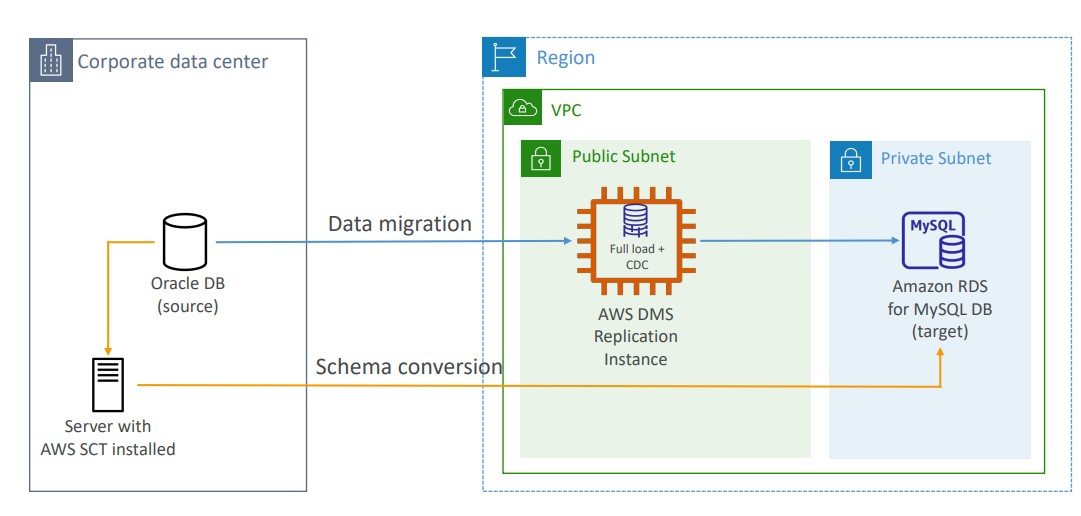 Corporate data center
Region
VPC
Public Subnet
Private Subnet
Data migration
Full load +
CDC
MySQL
Oracle DB
(source)
AWS DMS
Replication
Instance
Amazon RDS
for MySQL DB
(target)
Schema conversion
Server with
AWS SCT installed